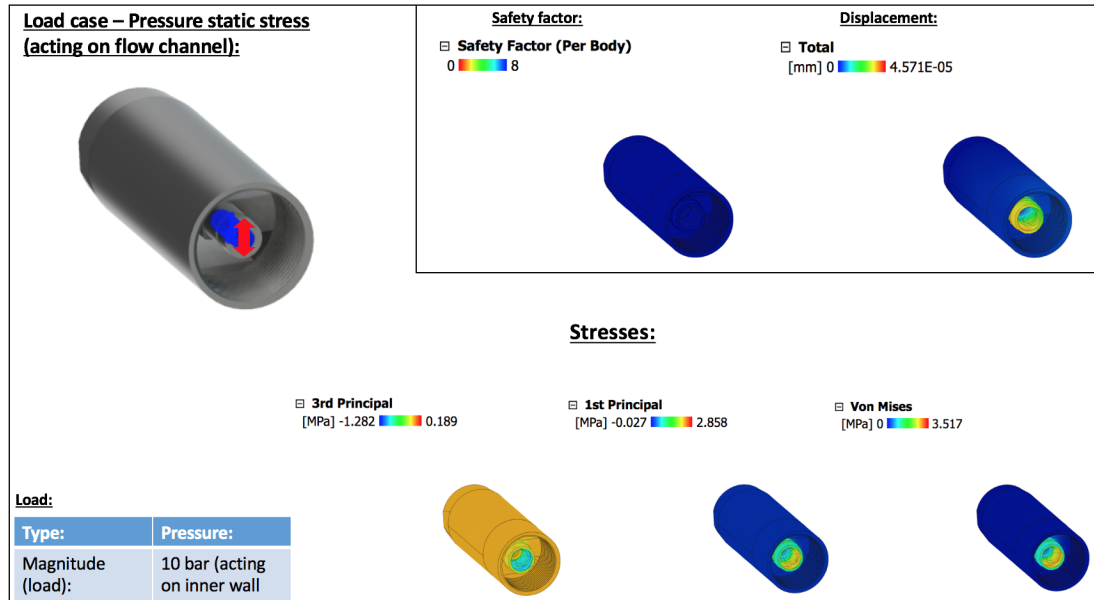 Load case – Pressure static stress
(acting on flow channel):
Safety factor:
Safety Factor (Per Body)
0 8
Displacement:
Total
[mm] 0 4.571E-05
Stresses:
3rd Principal
[MPa] -1.282 0.189
1st Principal
[MPa] -0.027 2.858
Von Mises
[MPa] 0 3.517
Load:
Type: Pressure:
Magnitude 10 bar (acting
(load): on inner wall